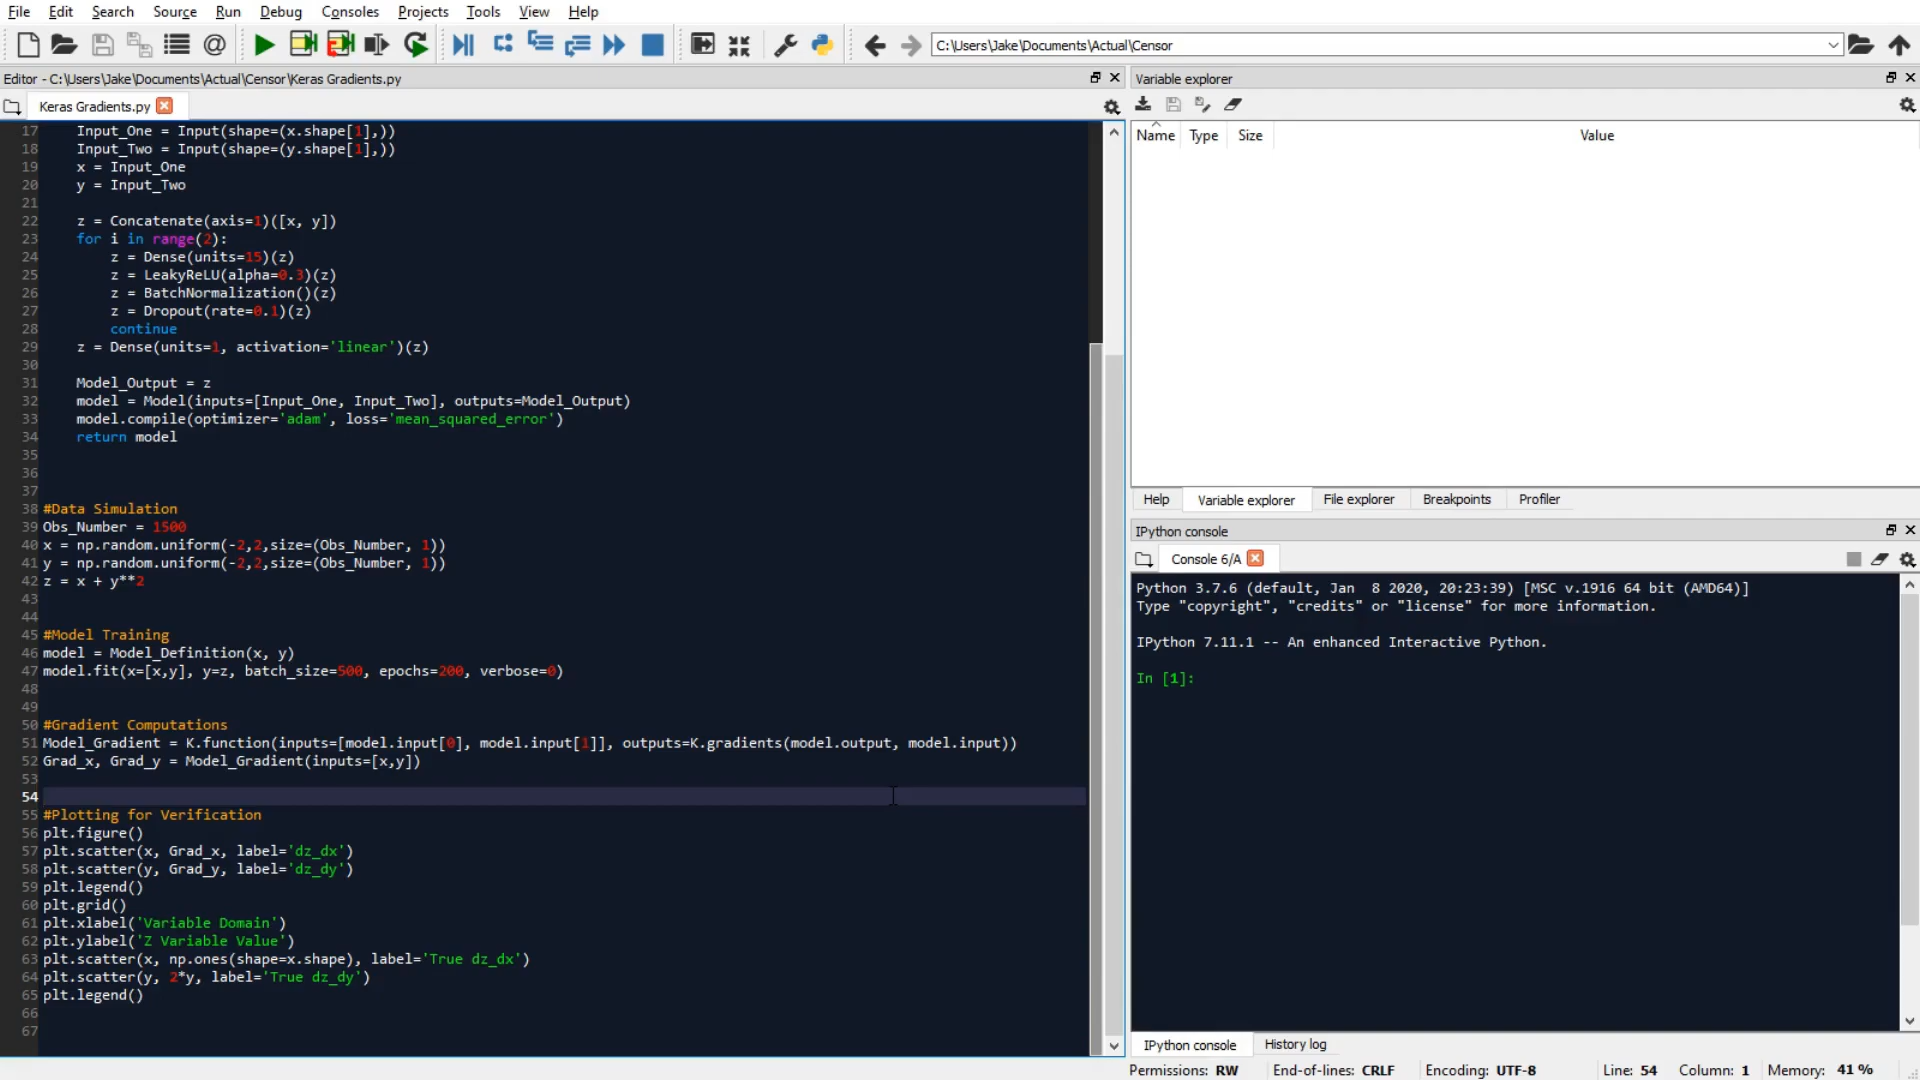 File Edit Search Source Run Debug Consoles Projects Tools View Help
C:\Users\Jake\Documents\Actual\Censor
Editor - C:\Users\Jake\Documents\Actual\Censor\Keras Gradients.py
Keras Gradients.py
17     Input_One = Input(shape=(x.shape[1],))
18     Input_Two = Input(shape=(y.shape[1],))
19     x = Input_One
20     y = Input_Two
21
22     z = Concatenate(axis=1)([x, y])
23     for i in range(2):
24         z = Dense(units=15)(z)
25         z = LeakyReLU(alpha=0.3)(z)
26         z = BatchNormalization()(z)
27         z = Dropout(rate=0.1)(z)
28         continue
29     z = Dense(units=1, activation='linear')(z)
30
31     Model_Output = z
32     model = Model(inputs=[Input_One, Input_Two], outputs=Model_Output)
33     model.compile(optimizer='adam', loss='mean_squared_error')
34     return model
35
36
37
38 #Data Simulation
39 Obs_Number = 1500
40 x = np.random.uniform(-2,2,size=(Obs_Number, 1))
41 y = np.random.uniform(-2,2,size=(Obs_Number, 1))
42 z = x + y**2
43
44
45 #Model Training
46 model = Model_Definition(x, y)
47 model.fit(x=[x,y], y=z, batch_size=500, epochs=200, verbose=0)
48
49
50 #Gradient Computations
51 Model_Gradient = K.function(inputs=[model.input[0], model.input[1]], outputs=K.gradients(model.output, model.input))
52 Grad_x, Grad_y = Model_Gradient(inputs=[x,y])
53
54
55 #Plotting for Verification
56 plt.figure()
57 plt.scatter(x, Grad_x, label='dz_dx')
58 plt.scatter(y, Grad_y, label='dz_dy')
59 plt.legend()
60 plt.grid()
61 plt.xlabel('Variable Domain')
62 plt.ylabel('Z Variable Value')
63 plt.scatter(x, np.ones(shape=x.shape), label='True dz_dx')
64 plt.scatter(y, 2*y, label='True dz_dy')
65 plt.legend()
66
67
Variable explorer
Name Type Size Value
Help Variable explorer File explorer Breakpoints Profiler
IPython console
Console 6/A
Python 3.7.6 (default, Jan  8 2020, 20:23:39) [MSC v.1916 64 bit (AMD64)]
Type "copyright", "credits" or "license" for more information.
IPython 7.11.1 -- An enhanced Interactive Python.
In [1]:
IPython console History log
Permissions: RW End-of-lines: CRLF Encoding: UTF-8 Line: 54 Column: 1 Memory: 41 %